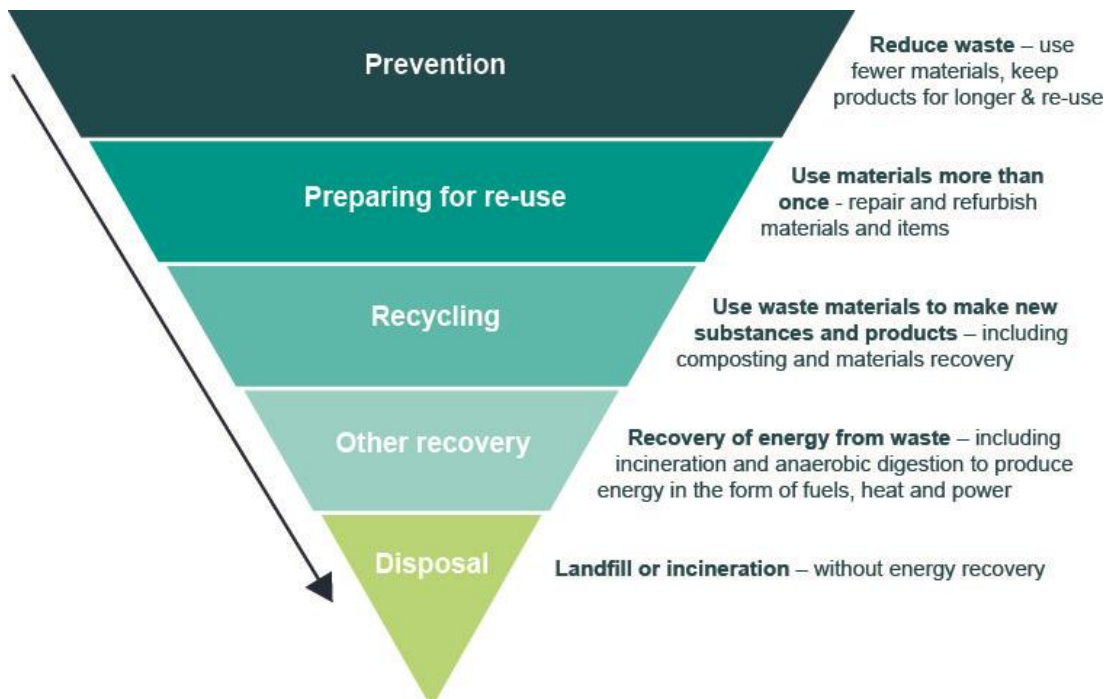 Prevention
Reduce waste – use
fewer materials, keep
products for longer & re-use
Preparing for re-use
Use materials more than
once - repair and refurbish
materials and items
Recycling
Use waste materials to make new
substances and products – including
composting and materials recovery
Other recovery
Recovery of energy from waste – including
incineration and anaerobic digestion to produce
energy in the form of fuels, heat and power
Disposal
Landfill or incineration – without energy recovery